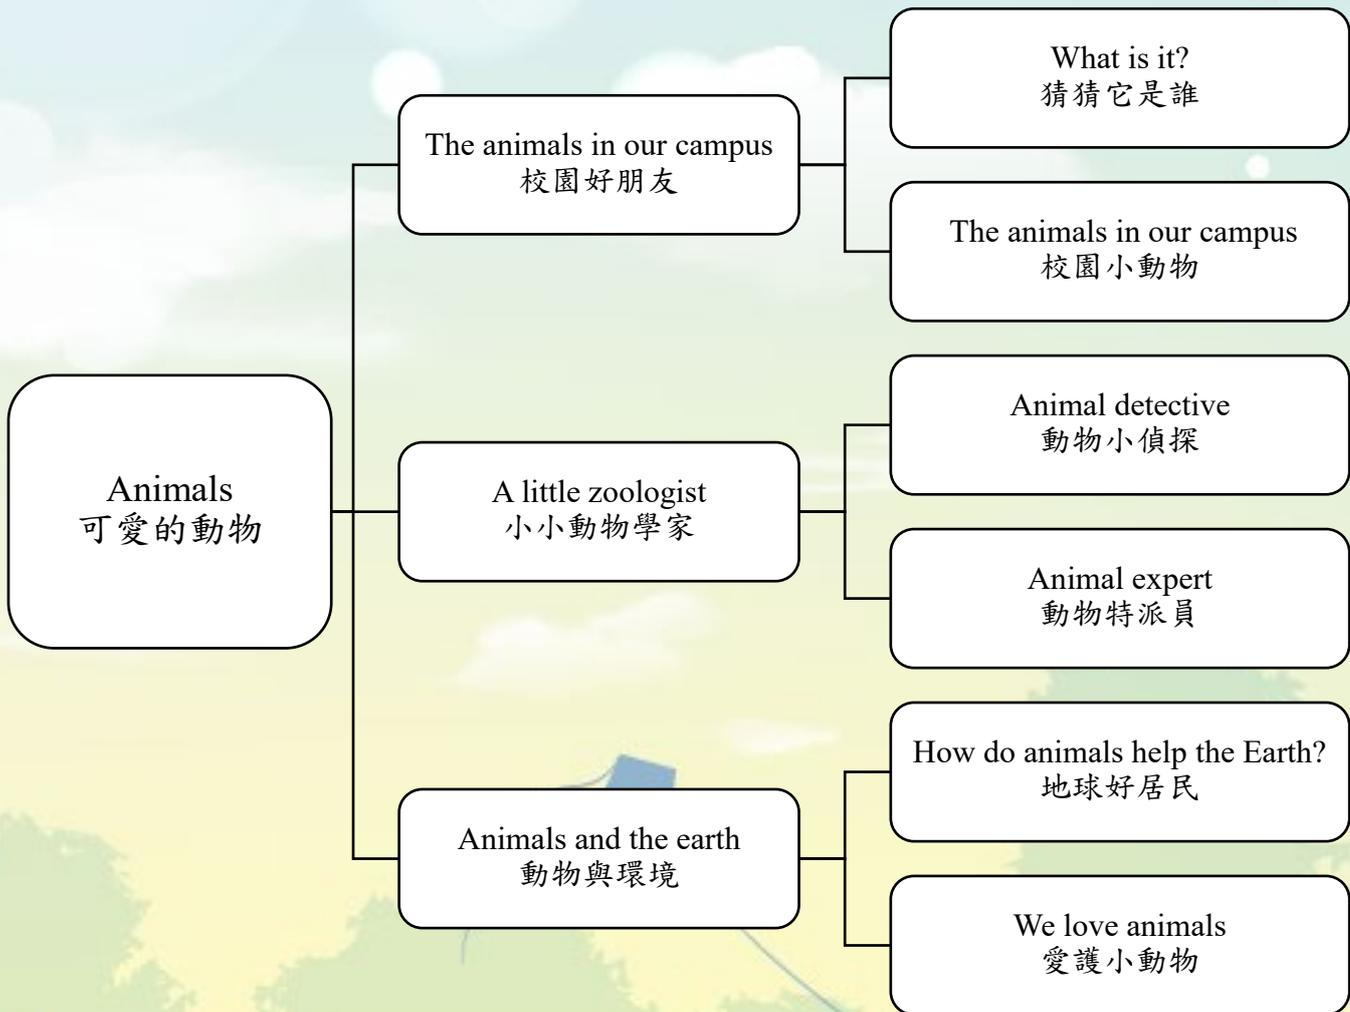 Animals
可愛的動物
The animals in our campus
校園好朋友
What is it?
猜猜它是誰
The animals in our campus
校園小動物
A little zoologist
小小動物學家
Animal detective
動物小偵探
Animal expert
動物特派員
Animals and the earth
動物與環境
How do animals help the Earth?
地球好居民
We love animals
愛護小動物